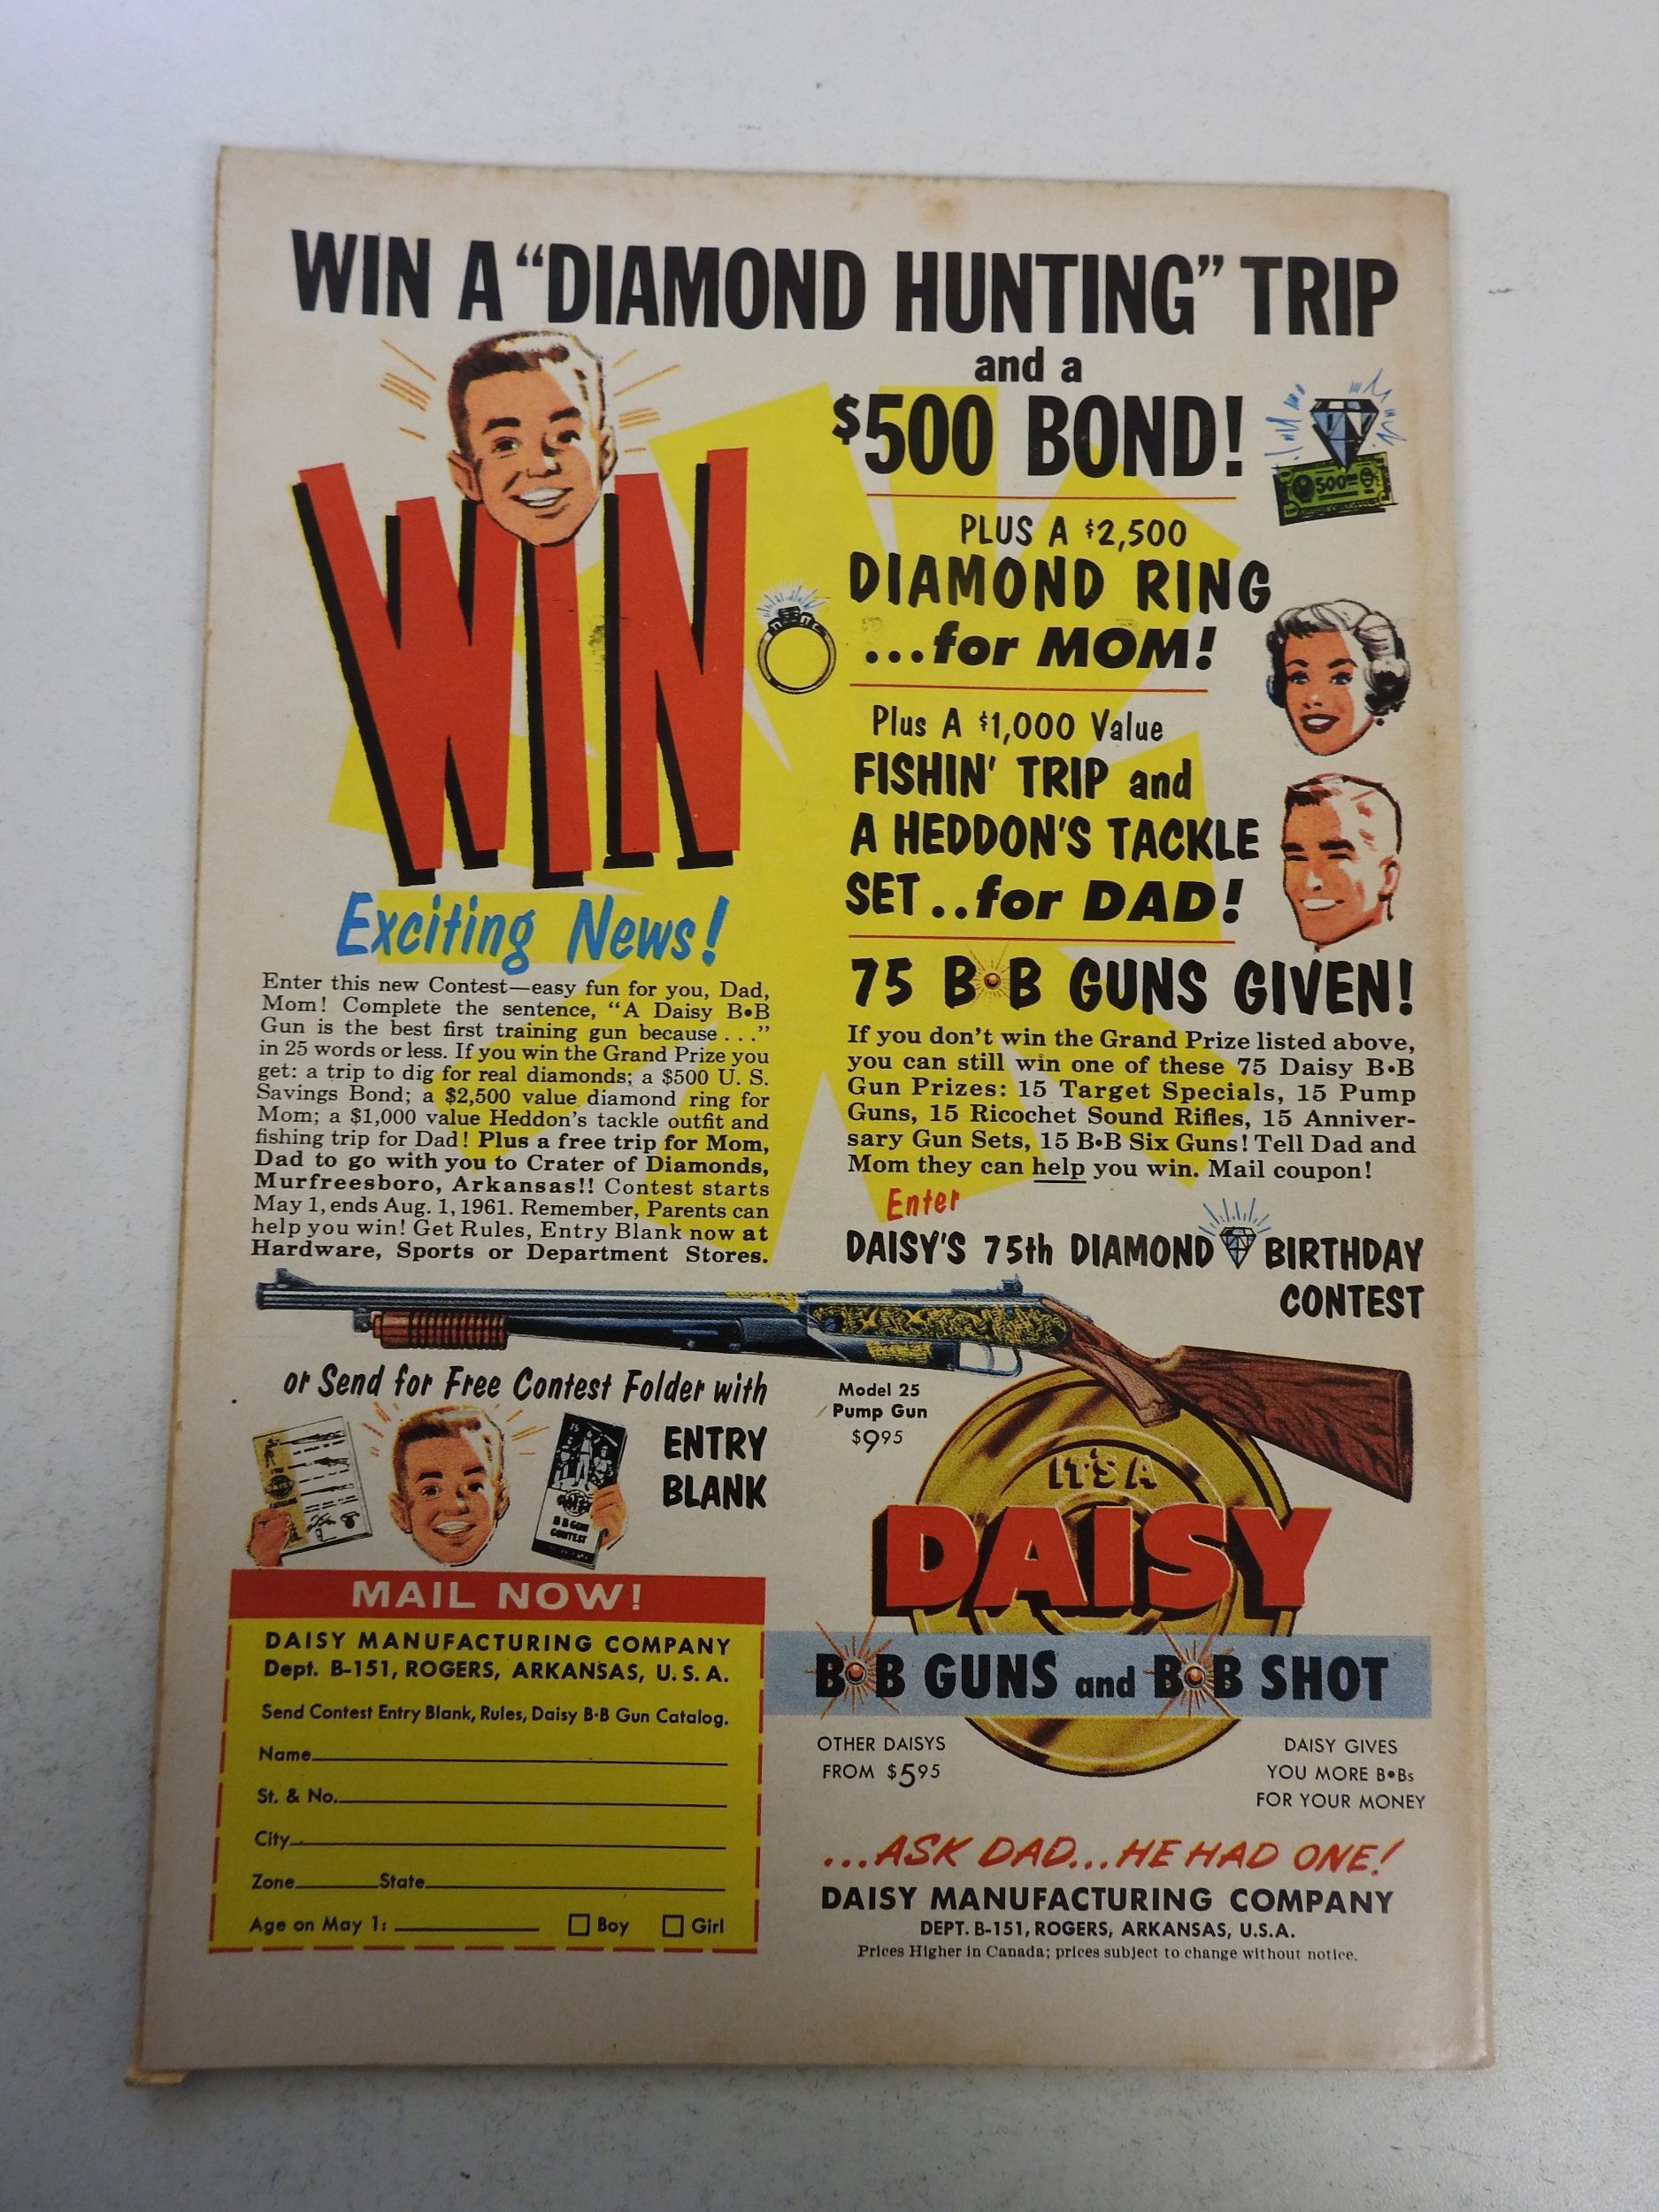 WIN A “DIAMOND HUNTING” TRIP
and a
$500 BOND!
500
PLUS A $2,500
DIAMOND RING
...for MOM!
Plus A $1,000 Value
FISHIN' TRIP and
A HEDDON'S TACKLE
SET..for DAD!
WIN
Exciting News!
Enter this new Contest—easy fun for you, Dad,
Mom! Complete the sentence, “A Daisy B•B
Gun is the best first training gun because . . .”
in 25 words or less. If you win the Grand Prize you
get: a trip to dig for real diamonds; a $500 U. S.
Savings Bond; a $2,500 value diamond ring for
Mom; a $1,000 value Heddon's tackle outfit and
fishing trip for Dad! Plus a free trip for Mom,
Dad to go with you to Crater of Diamonds,
Murfreesboro, Arkansas!! Contest starts
May 1, ends Aug. 1, 1961. Remember, Parents can
help you win! Get Rules, Entry Blank now at
Hardware, Sports or Department Stores.
75 B•B GUNS GIVEN!
If you don't win the Grand Prize listed above,
you can still win one of these 75 Daisy B•B
Gun Prizes: 15 Target Specials, 15 Pump
Guns, 15 Ricochet Sound Rifles, 15 Anniver-
sary Gun Sets, 15 B•B Six Guns! Tell Dad and
Mom they can help you win. Mail coupon!
Enter
DAISY'S 75th DIAMOND BIRTHDAY
CONTEST
or Send for Free Contest Folder with
ENTRY
BLANK
B B GUN
CONTEST
Model 25
Pump Gun
$9.95
IT'S A
DAISY
B•B GUNS and B•B SHOT
OTHER DAISYS
FROM $5.95
DAISY GIVES
YOU MORE B•Bs
FOR YOUR MONEY
MAIL NOW!
DAISY MANUFACTURING COMPANY
Dept. B-151, ROGERS, ARKANSAS, U. S. A.
Send Contest Entry Blank, Rules, Daisy B•B Gun Catalog.
Name
St. & No.
City
Zone State
Age on May 1: Boy Girl
...ASK DAD...HE HAD ONE!
DAISY MANUFACTURING COMPANY
DEPT. B-151, ROGERS, ARKANSAS, U.S.A.
Prices Higher in Canada; prices subject to change without notice.